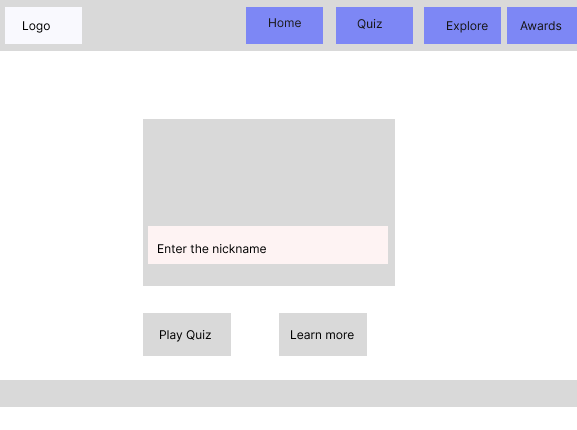 Logo
Home
Quiz
Explore
Awards
Enter the nickname
Play Quiz
Learn more